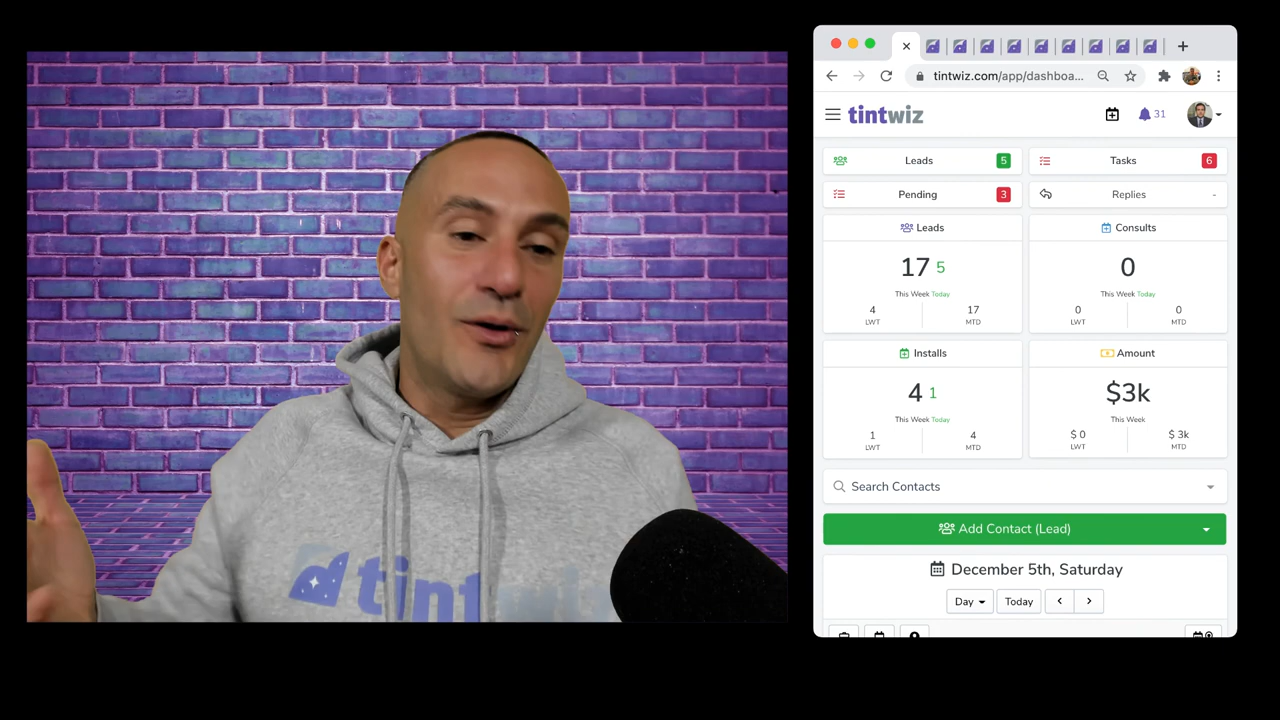 tintwiz.com/app/dashboa...
tintwiz
31
Leads 5
Tasks 6
Pending 3
Replies -
Leads
17 5
This Week Today
4 17
LWT MTD
Consults
0
This Week Today
0 0
LWT MTD
Installs
4 1
This Week Today
1 4
LWT MTD
Amount
$3k
This Week
$ 0 $ 3k
LWT MTD
Search Contacts
Add Contact (Lead)
December 5th, Saturday
Day Today < >
tintwiz